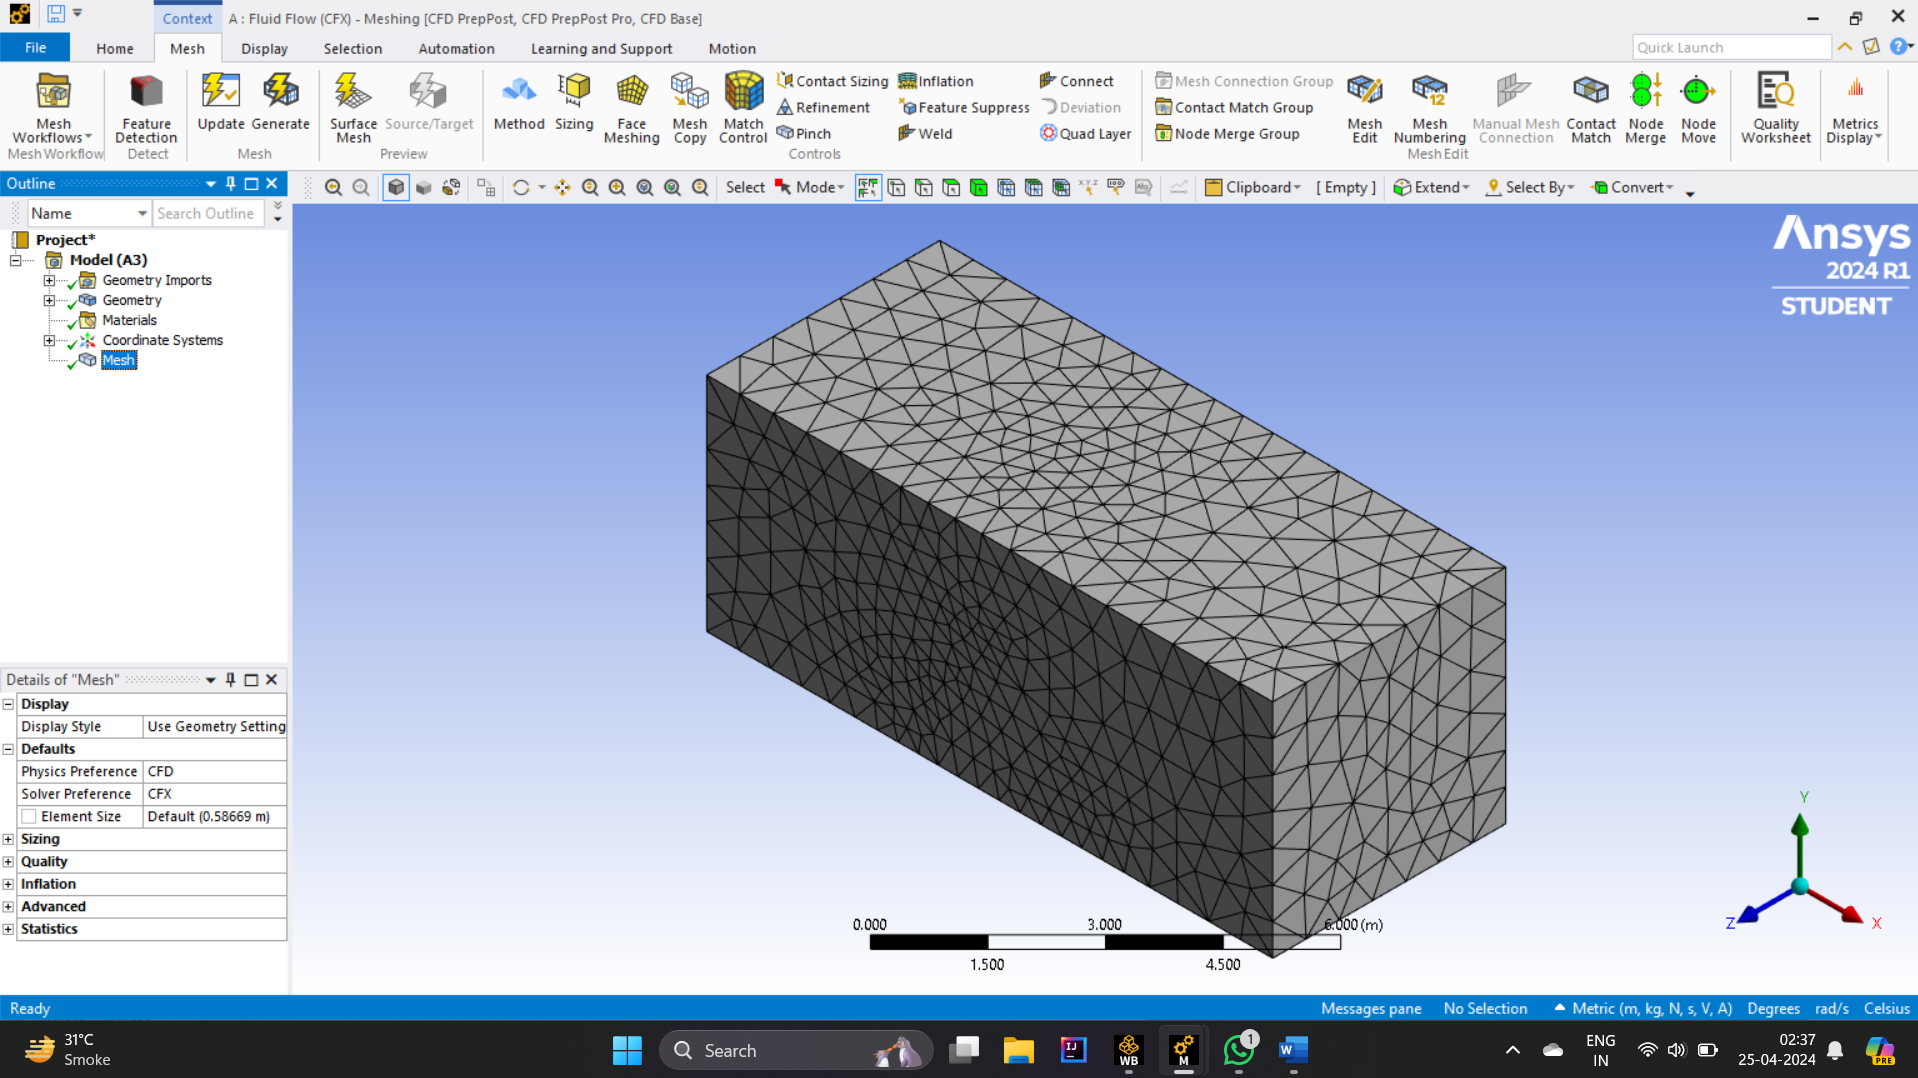 Context
A : Fluid Flow (CFX) - Meshing [CFD PrepPost, CFD PrepPost Pro, CFD Base]
File
Home
Mesh
Display
Selection
Automation
Learning and Support
Motion
Quick Launch
Mesh Workflows
Feature Detection
Update
Generate
Surface Mesh
Source/Target
Method
Sizing
Face Meshing
Mesh Copy
Match Control
Contact Sizing
Refinement
Pinch
Inflation
Feature Suppress
Weld
Connect
Deviation
Quad Layer
Mesh Connection Group
Contact Match Group
Node Merge Group
Mesh Edit
Mesh Numbering
Manual Mesh Connection
Contact Match
Node Merge
Node Move
Quality Worksheet
Metrics Display
Mesh Workflow
Detect
Mesh
Preview
Controls
Mesh Edit
Outline
Select
Mode
Clipboard
[ Empty ]
Extend
Select By
Convert
Name
Search Outline
Project*
Model (A3)
Geometry Imports
Geometry
Materials
Coordinate Systems
Mesh
Ansys
2024 R1
STUDENT
Details of "Mesh"
Display
Display Style Use Geometry Setting
Defaults
Physics Preference CFD
Solver Preference CFX
Element Size Default (0.58669 m)
Sizing
Quality
Inflation
Advanced
Statistics
0.000 3.000 6.000 (m)
1.500 4.500
Y
Z
X
Ready
Messages pane
No Selection
Metric (m, kg, N, s, V, A)
Degrees
rad/s
Celsius
31°C
Smoke
Search
IJ
WB
M
1
W
ENG
IN
02:37
25-04-2024
PRE